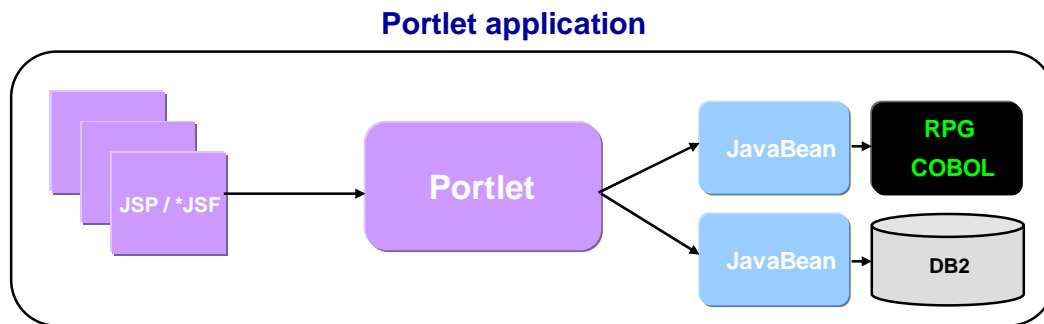 Portlet application
JSP / *JSF
Portlet
JavaBean
RPG
COBOL
JavaBean
DB2